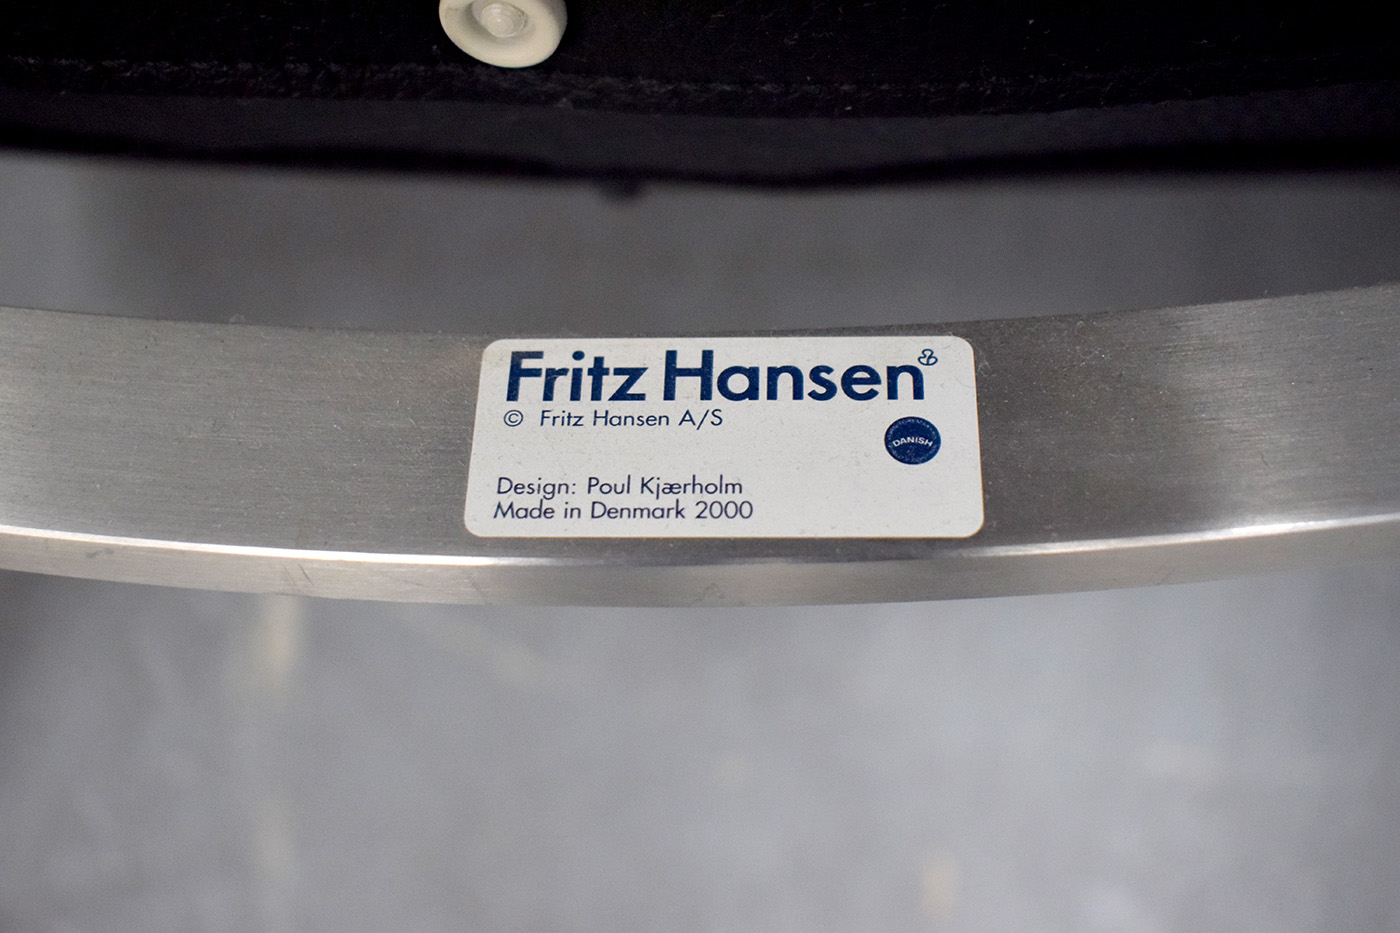 Fritz Hansen
© Fritz Hansen A/S
DANISH
Design: Poul Kjærholm
Made in Denmark 2000